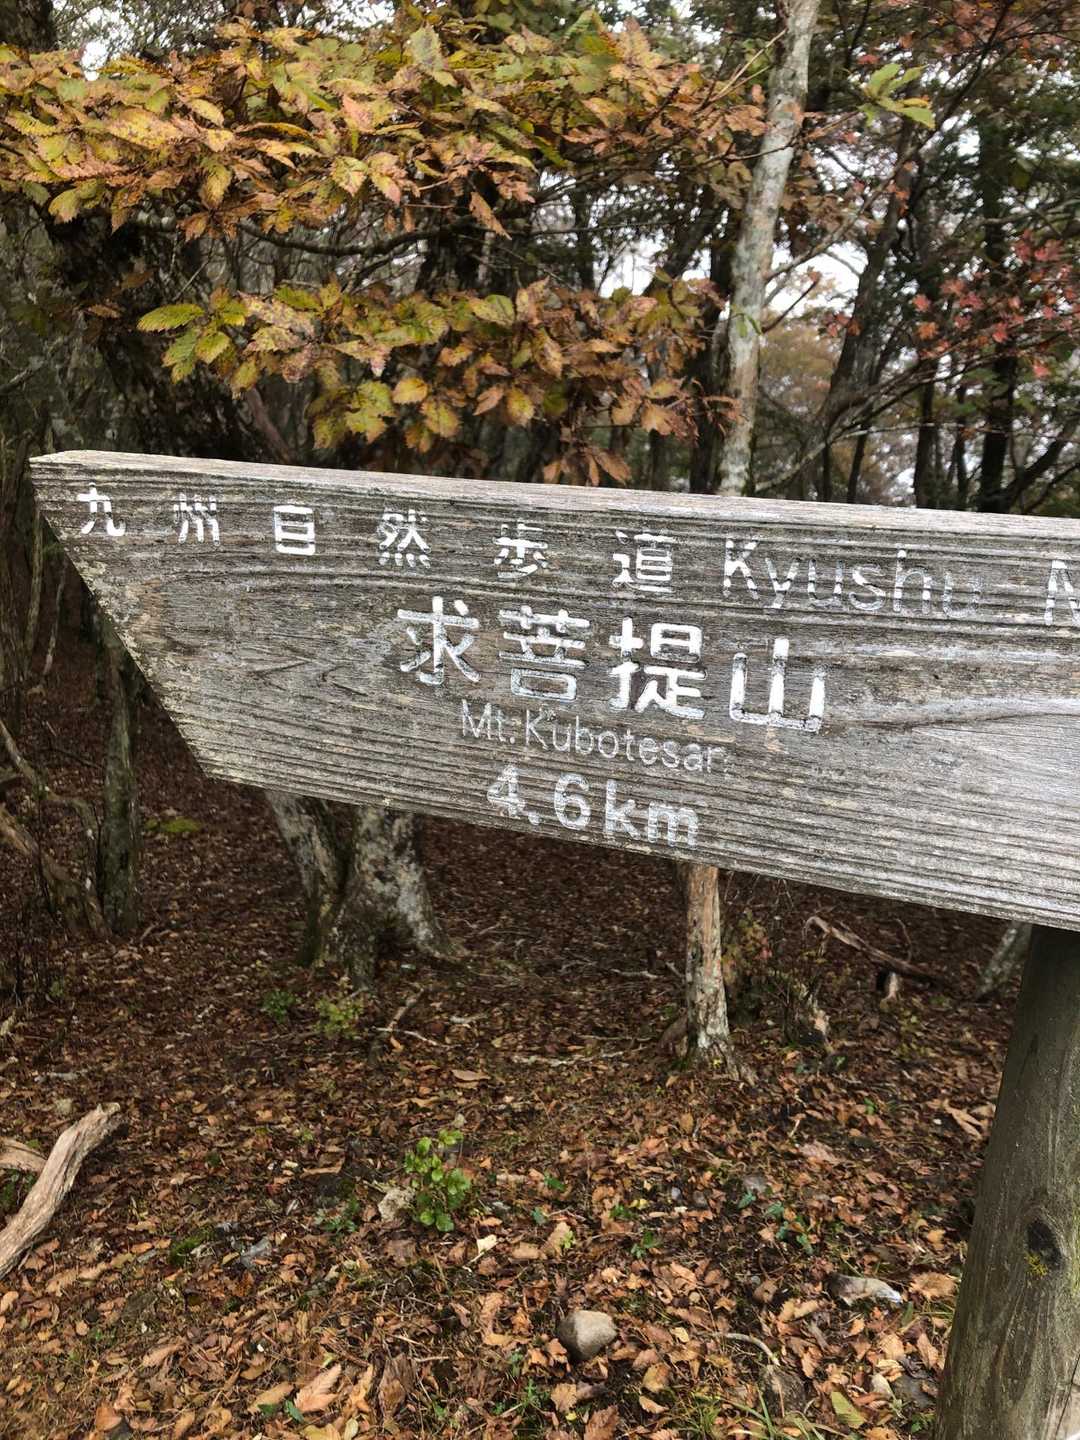 九州自然歩道 Kyushu N
求菩提山
Mt. Kubotesan
4.6km